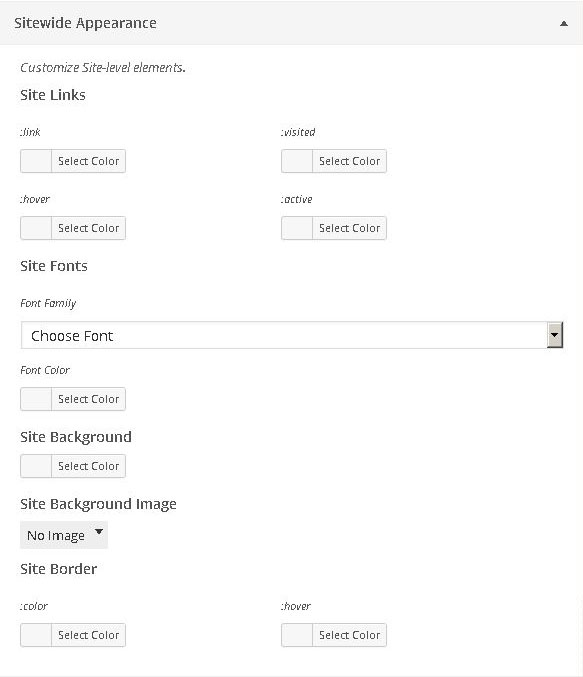 Sitewide Appearance
Customize Site-level elements.
Site Links
:link :visited
Select Color Select Color
:hover :active
Select Color Select Color
Site Fonts
Font Family
Choose Font
Font Color
Select Color
Site Background
Select Color
Site Background Image
No Image
Site Border
:color :hover
Select Color Select Color